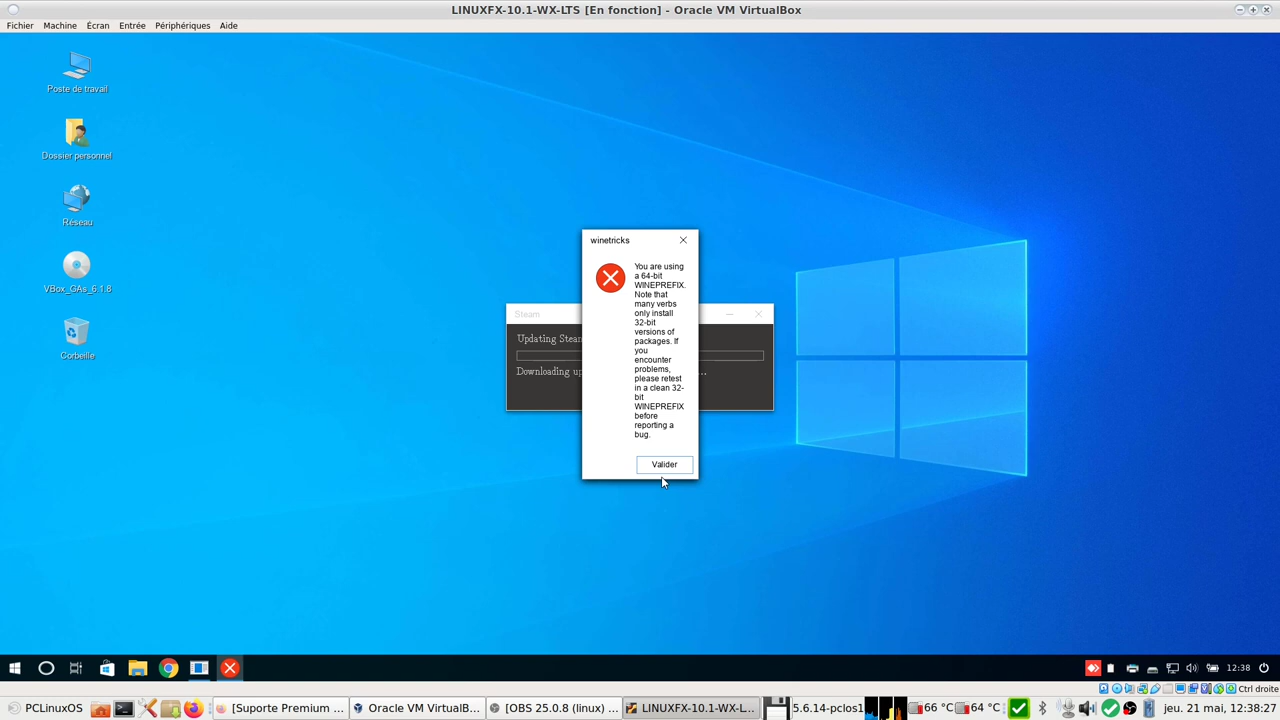 LINUXFX-10.1-WX-LTS [En fonction] - Oracle VM VirtualBox
Fichier Machine Écran Entrée Périphériques Aide
Poste de travail
Dossier personnel
Réseau
VBox_GAs_6.1.8
Corbeille
winetricks
You are using
a 64-bit
WINEPREFIX.
Note that
many verbs
only install
32-bit
versions of
packages. If
you
encounter
problems,
please retest
in a clean 32-
bit
WINEPREFIX
before
reporting a
bug.
Valider
Steam
Updating Steam
Downloading up ...
12:38
Ctrl droite
PCLinuxOS
[Suporte Premium ...
Oracle VM VirtualB...
[OBS 25.0.8 (linux) ...
LINUXFX-10.1-WX-L...
5.6.14-pclos1
66 °C
64 °C
jeu. 21 mai, 12:38:27